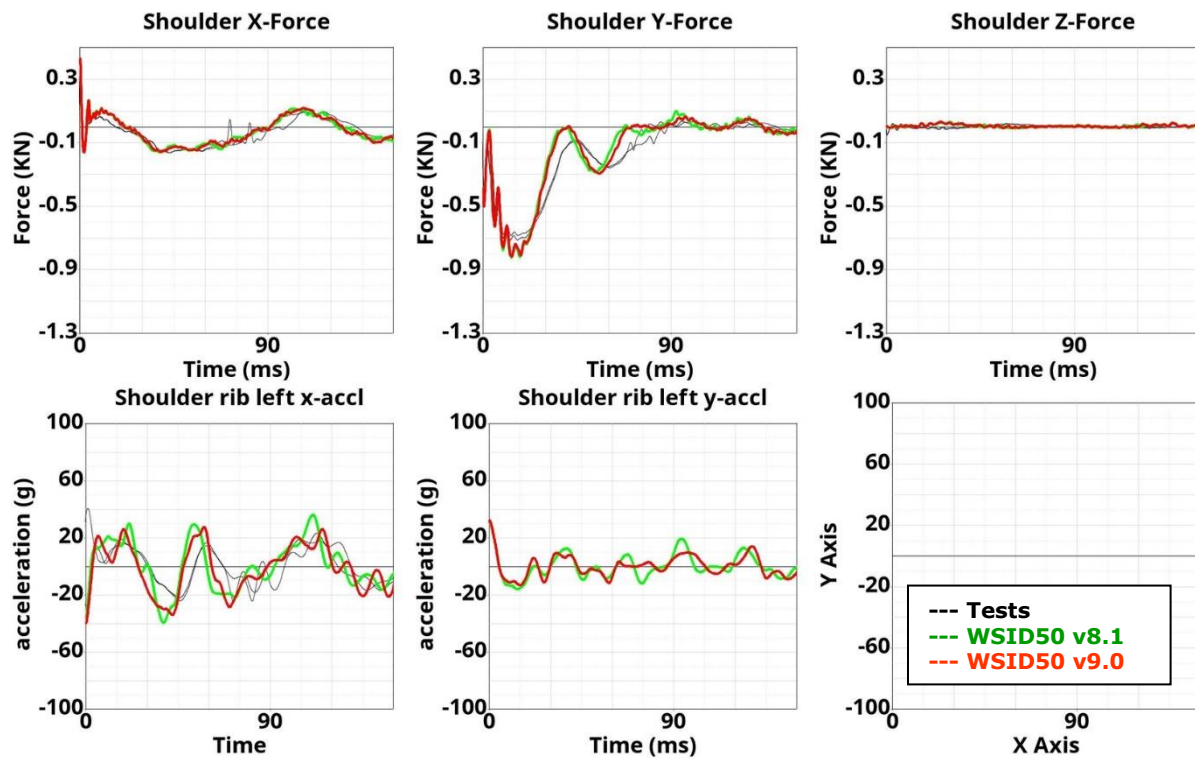 Shoulder X-Force
Shoulder Y-Force
Shoulder Z-Force
Force (KN)
0.3
-0.1
-0.5
-0.9
-1.3
0
90
Time (ms)
Force (KN)
0.3
-0.1
-0.5
-0.9
-1.3
0
90
Time (ms)
Force (KN)
0.3
-0.1
-0.5
-0.9
-1.3
0
90
Time (ms)
Shoulder rib left x-accl
Shoulder rib left y-accl
acceleration (g)
100
60
20
-20
-60
-100
0
90
Time
acceleration (g)
100
60
20
-20
-60
-100
0
90
Time (ms)
Y Axis
100
60
20
-20
-60
-100
0
90
X Axis
--- Tests
--- WSID50 v8.1
--- WSID50 v9.0